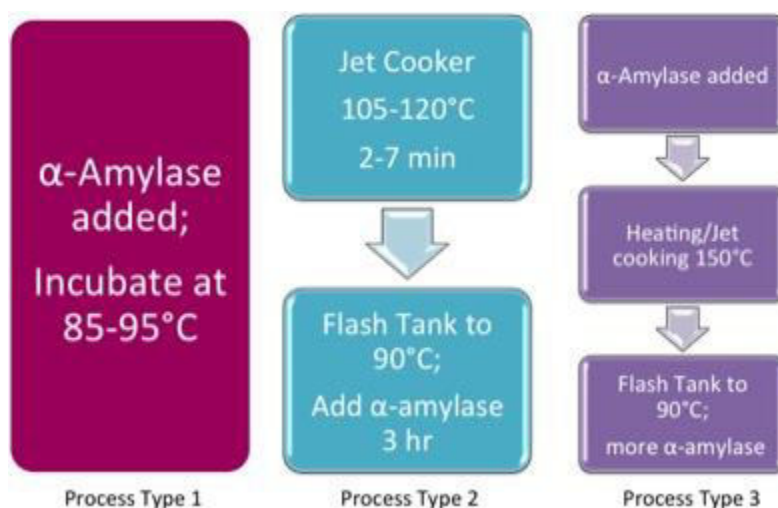 α-Amylase
added;
Incubate at
85-95°C
Process Type 1
Jet Cooker
105-120°C
2-7 min
Flash Tank to
90°C;
Add α-amylase
3 hr
Process Type 2
α-Amylase added
Heating/Jet
cooking 150°C
Flash Tank to
90°C;
more α-amylase
Process Type 3